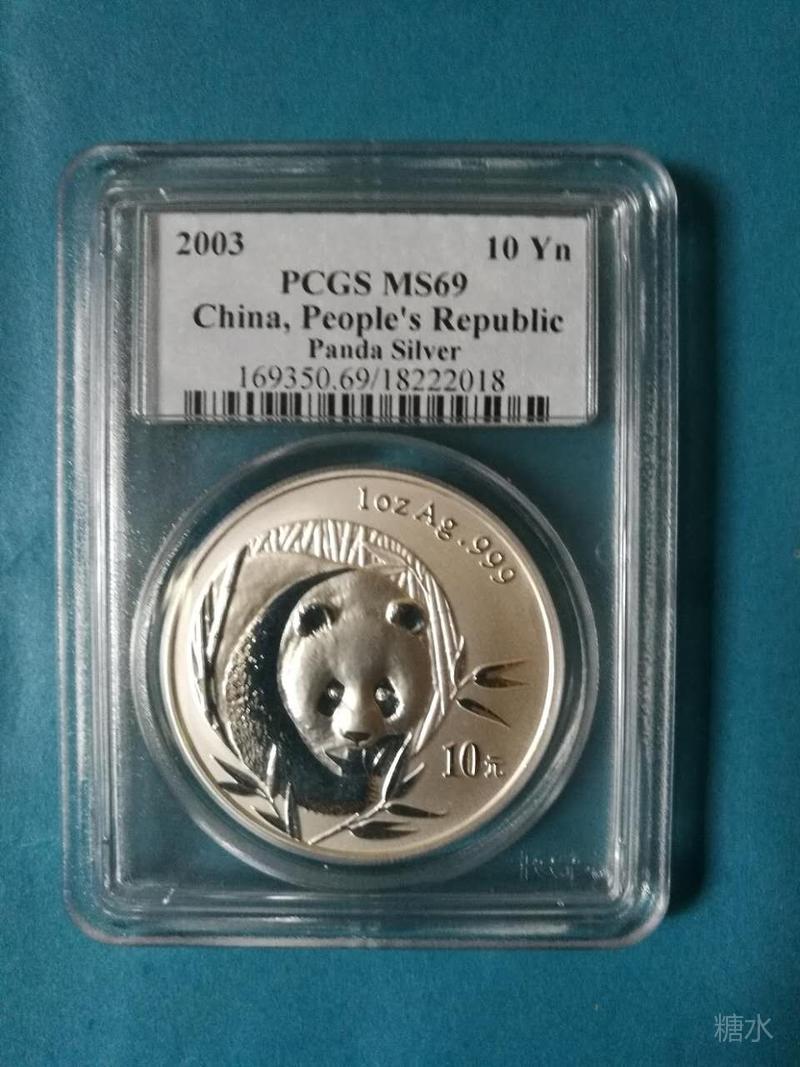 2003 10 Yn
PCGS MS69
China, People's Republic
Panda Silver
169350.69/18222018
1oz Ag .999
10元
糖水